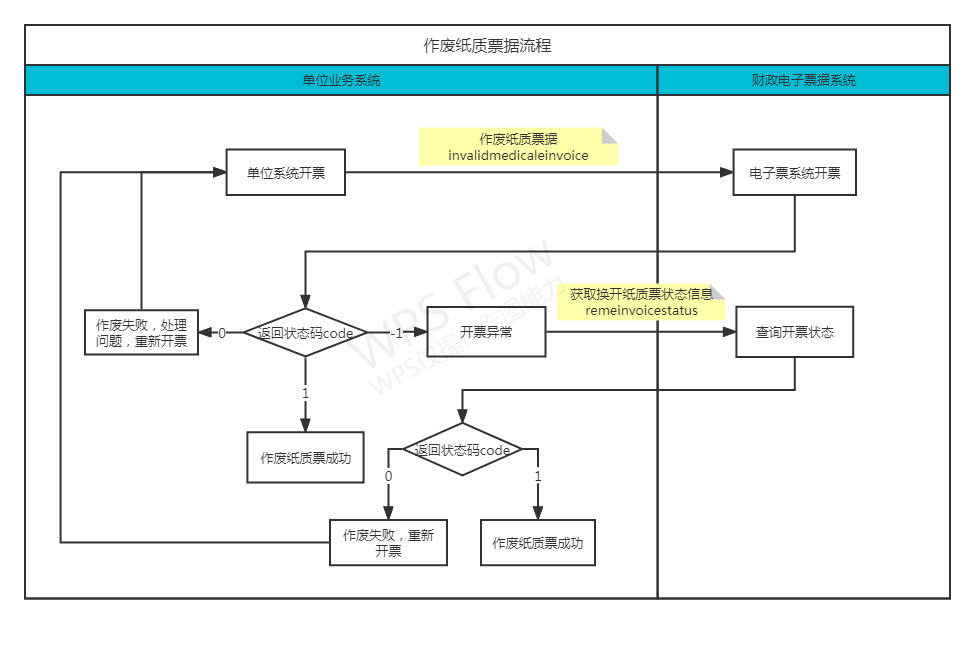 作废纸质票据流程
单位业务系统
财政电子票据系统
作废纸质票据
invalidmedicaleinvoice
单位系统开票
电子票系统开票
获取换开纸质票状态信息
remeinvoicestatus
作废失败，处理
问题，重新开票
0
返回状态码code
-1
开票异常
查询开票状态
1
作废纸质票成功
返回状态码code
0
1
作废失败，重新
开票
作废纸质票成功
WPS Flow